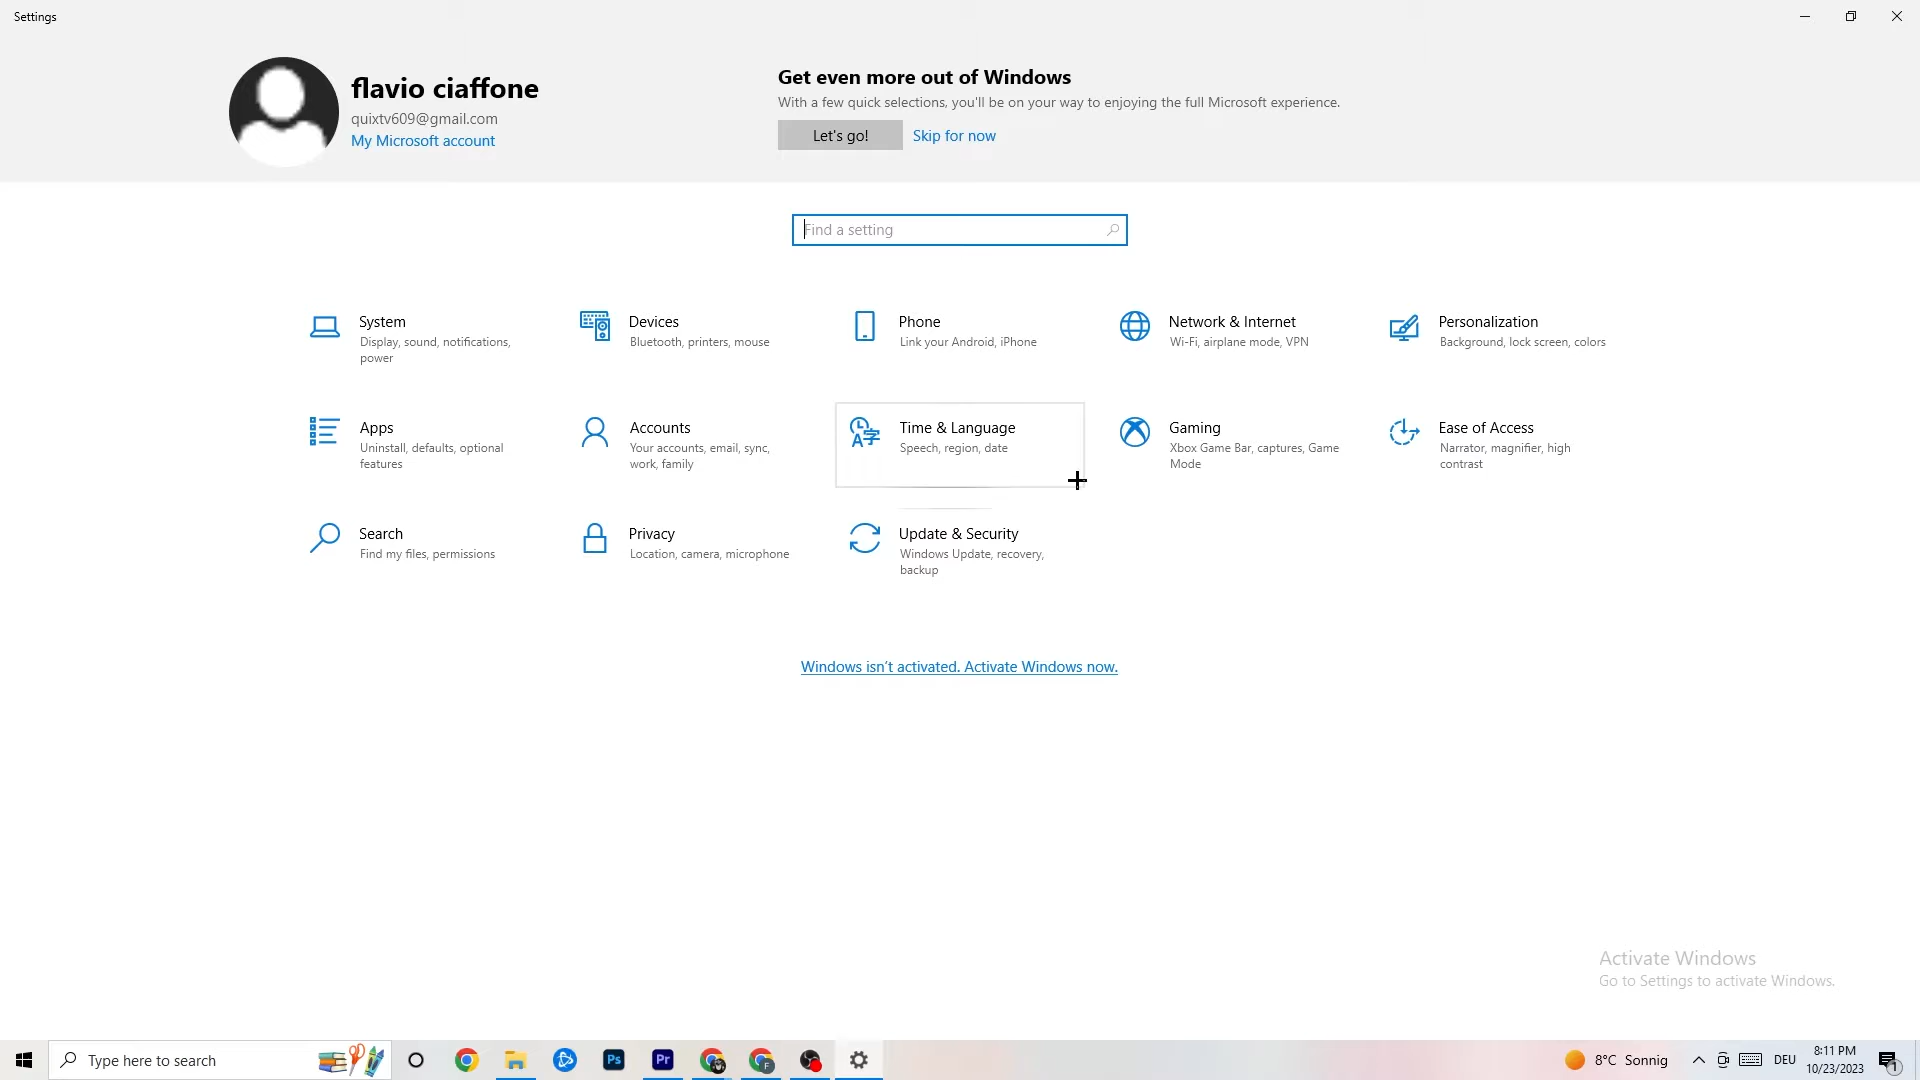 Settings
flavio ciaffone
quixtv609@gmail.com
My Microsoft account
Get even more out of Windows
With a few quick selections, you'll be on your way to enjoying the full Microsoft experience.
Let's go! Skip for now
Find a setting
System
Display, sound, notifications,
power
Devices
Bluetooth, printers, mouse
Phone
Link your Android, iPhone
Network & Internet
Wi-Fi, airplane mode, VPN
Personalization
Background, lock screen, colors
Apps
Uninstall, defaults, optional
features
Accounts
Your accounts, email, sync,
work, family
Time & Language
Speech, region, date
Gaming
Xbox Game Bar, captures, Game
Mode
Ease of Access
Narrator, magnifier, high
contrast
Search
Find my files, permissions
Privacy
Location, camera, microphone
Update & Security
Windows Update, recovery,
backup
Windows isn't activated. Activate Windows now.
Activate Windows
Go to Settings to activate Windows.
Type here to search
Ps
Pr
F
8°C Sonnig
DEU
8:11 PM
10/23/2023
1